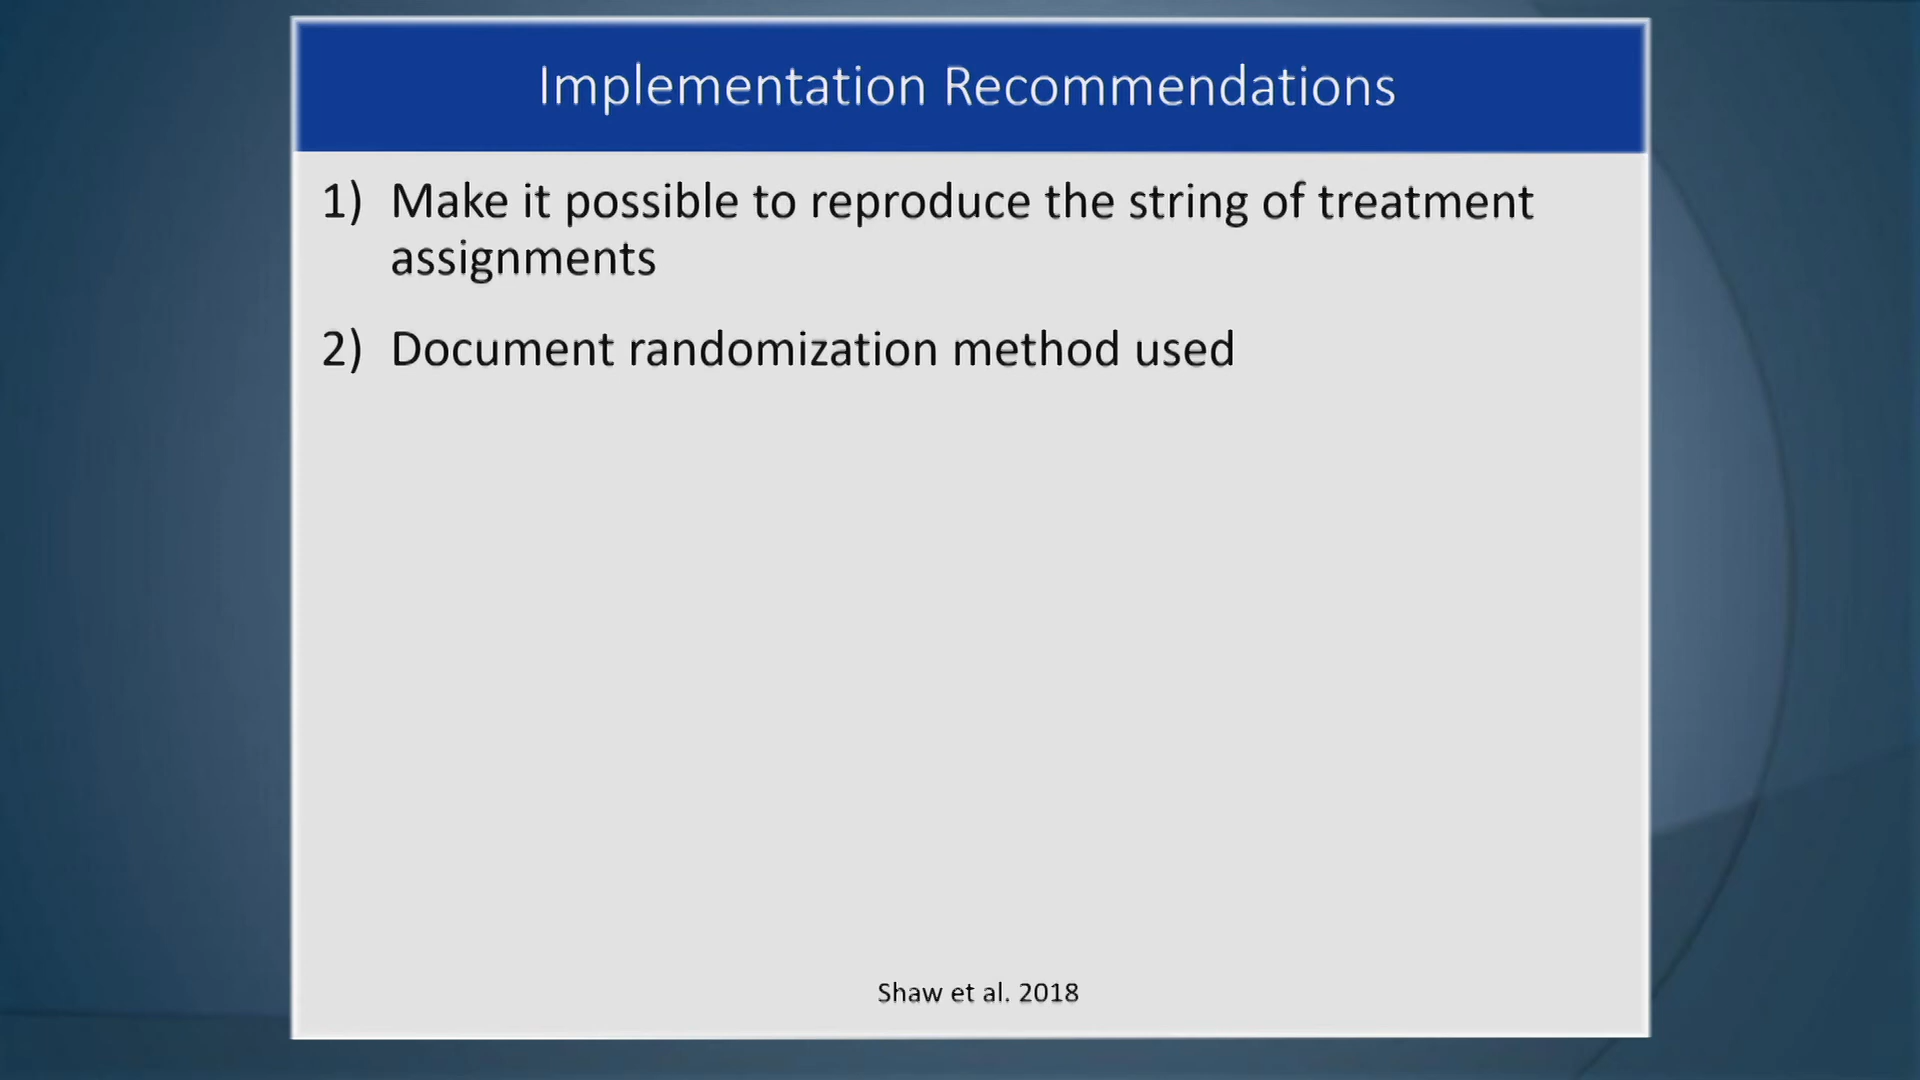 Implementation Recommendations
1) Make it possible to reproduce the string of treatment
assignments
2) Document randomization method used
Shaw et al. 2018